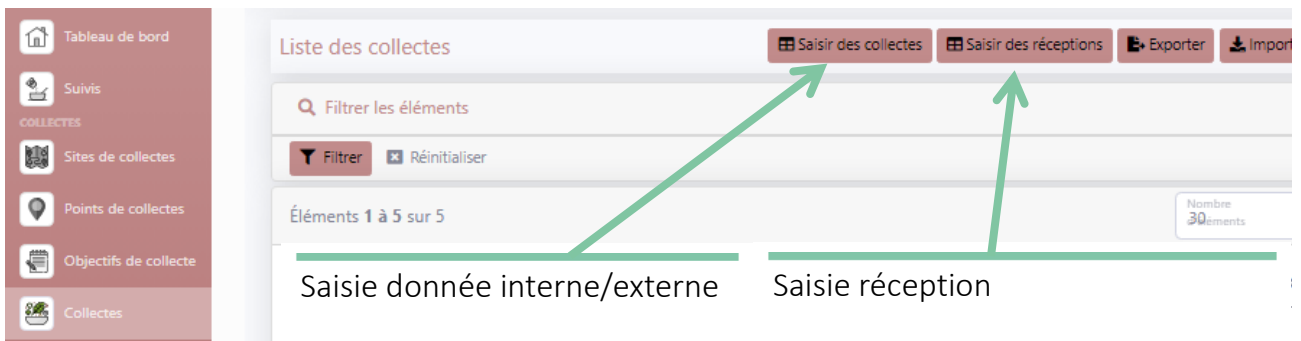 Tableau de bord
Suivis
COLLECTES
Sites de collectes
Points de collectes
Objectifs de collecte
Collectes
Liste des collectes
Saisir des collectes
Saisir des réceptions
Exporter
Import
Filtrer les éléments
Filtrer
Réinitialiser
Éléments 1 à 5 sur 5
Nombre
30
éléments
Saisie donnée interne/externe
Saisie réception